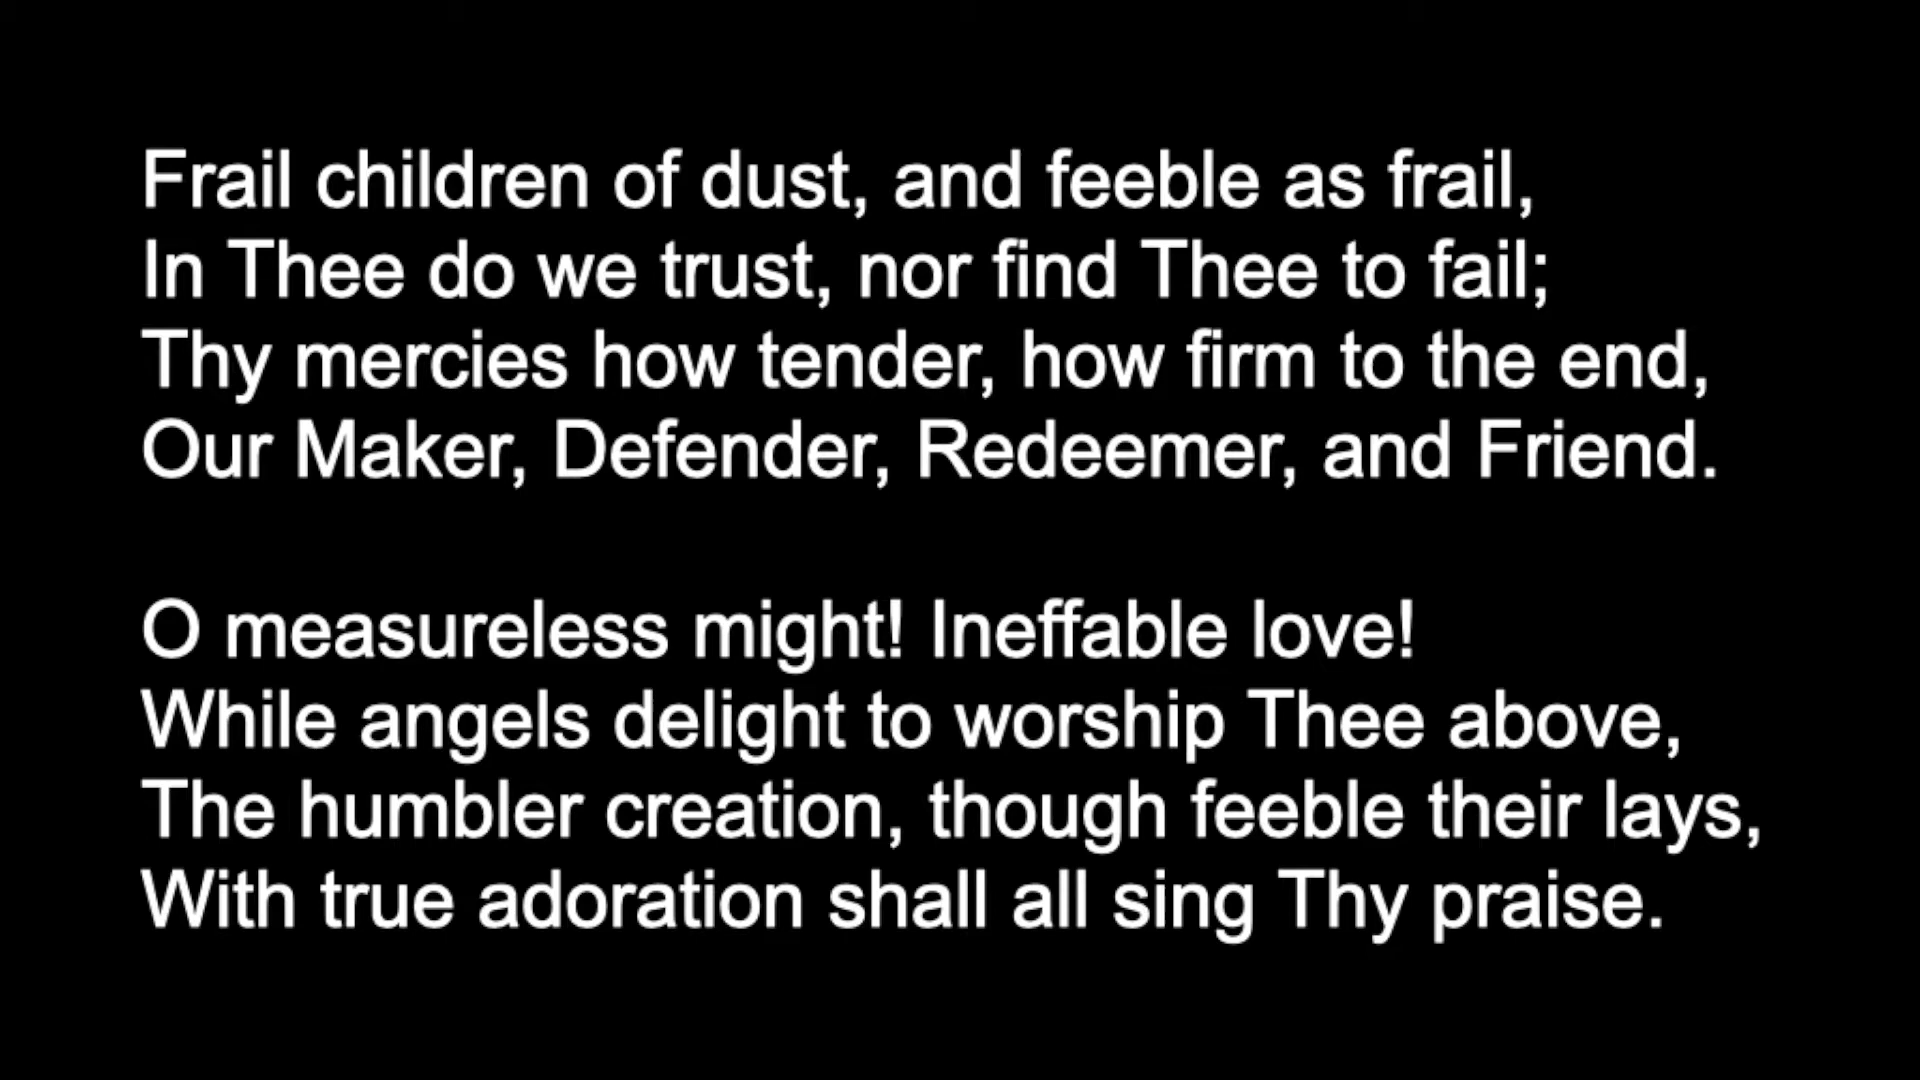 Frail children of dust, and feeble as frail,
In Thee do we trust, nor find Thee to fail;
Thy mercies how tender, how firm to the end,
Our Maker, Defender, Redeemer, and Friend.
O measureless might! Ineffable love!
While angels delight to worship Thee above,
The humbler creation, though feeble their lays,
With true adoration shall all sing Thy praise.